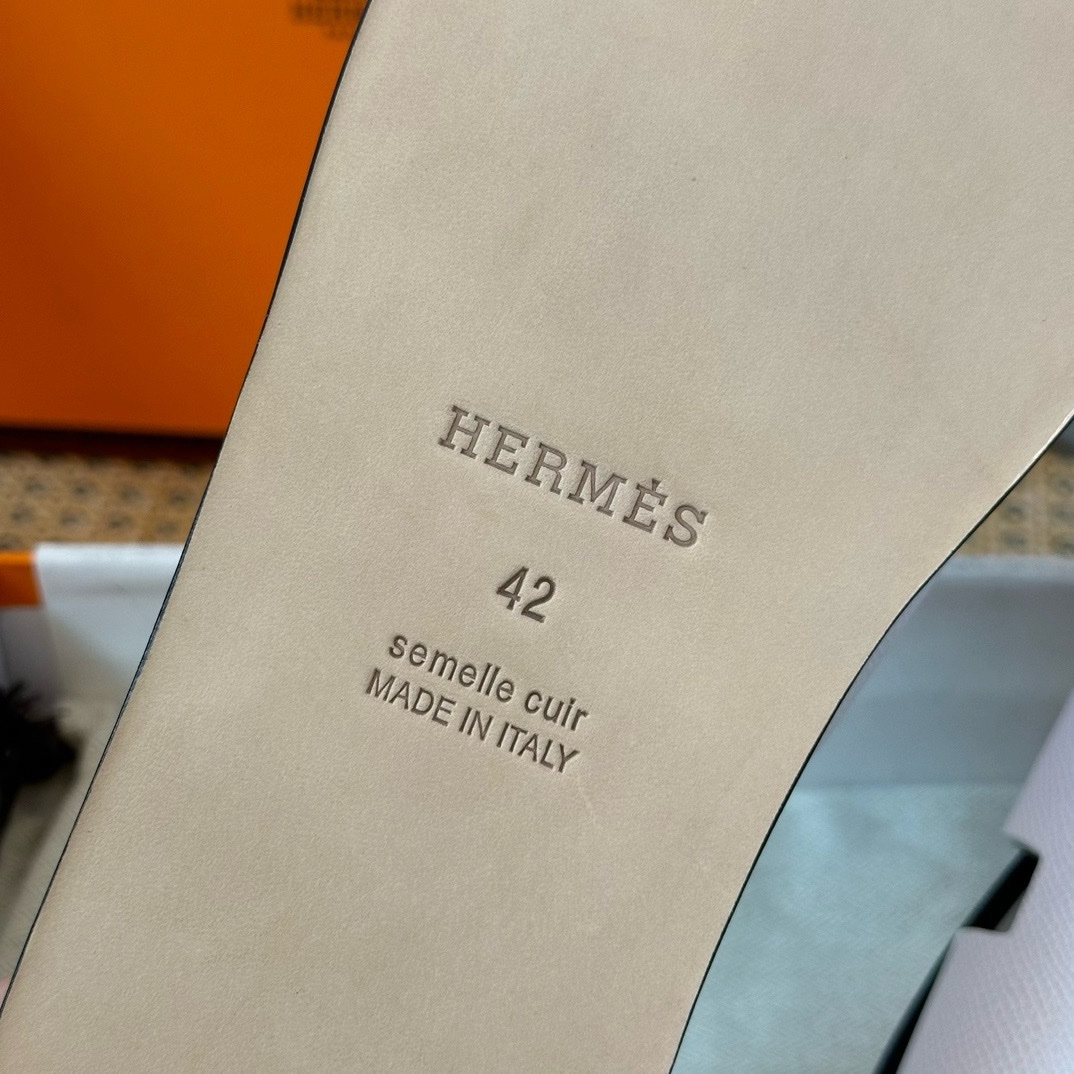 HERMÈS
42
semelle cuir
MADE IN ITALY